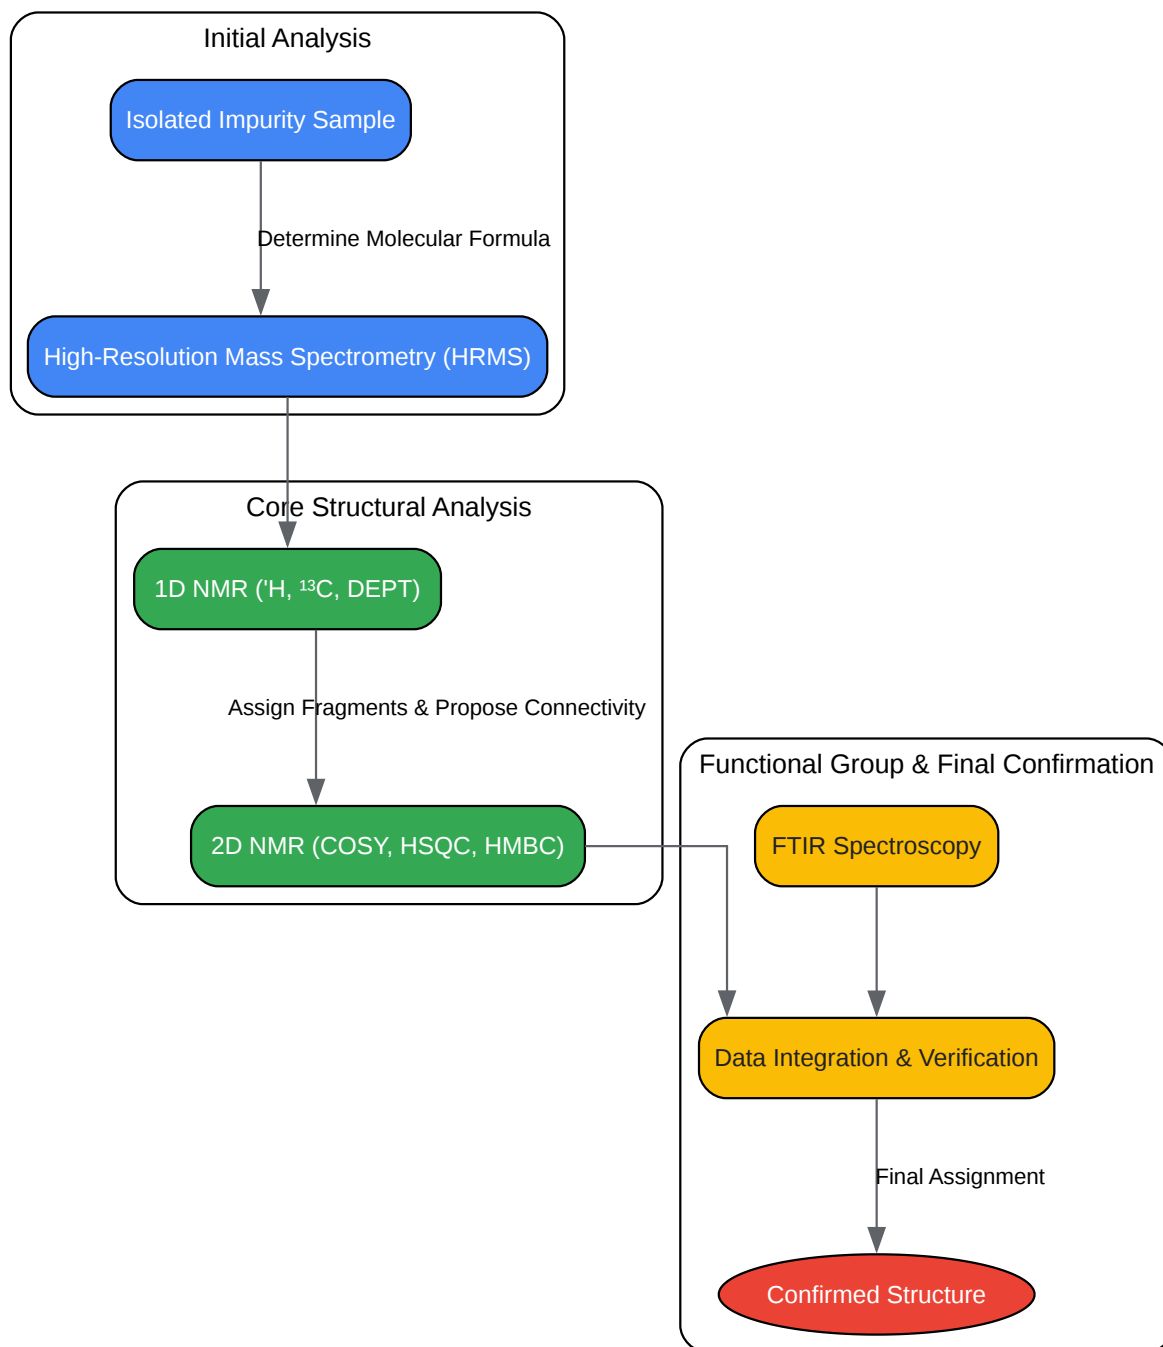 Initial Analysis
Isolated Impurity Sample
Determine Molecular Formula
High-Resolution Mass Spectrometry (HRMS)
Core Structural Analysis
1D NMR ('H, ¹³C, DEPT)
Assign Fragments & Propose Connectivity
2D NMR (COSY, HSQC, HMBC)
Functional Group & Final Confirmation
FTIR Spectroscopy
Data Integration & Verification
Final Assignment
Confirmed Structure